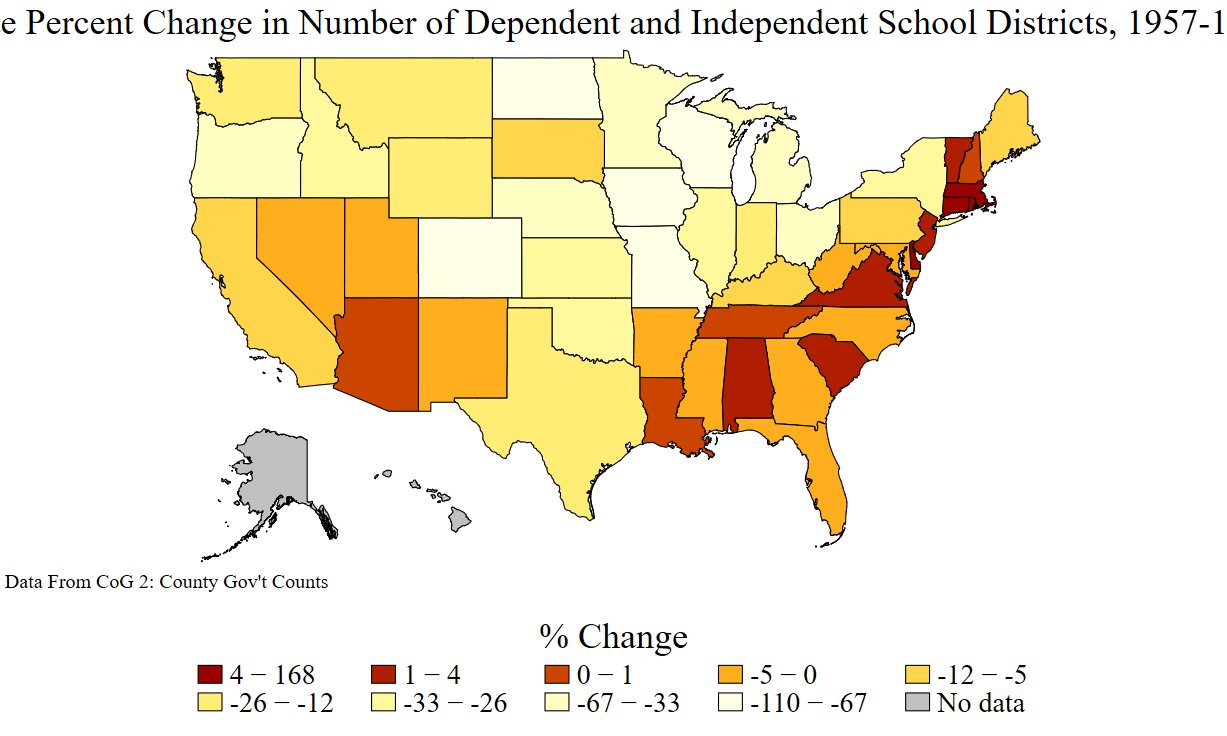 Percent Change in Number of Dependent and Independent School Districts,
Data From CoG 2: County Gov't Counts
% Change
4 − 168 1 − 4 0 − 1 -5 − 0 -12 − -5
-26 − -12 -33 − -26 -67 − -33 -110 − -67 No data